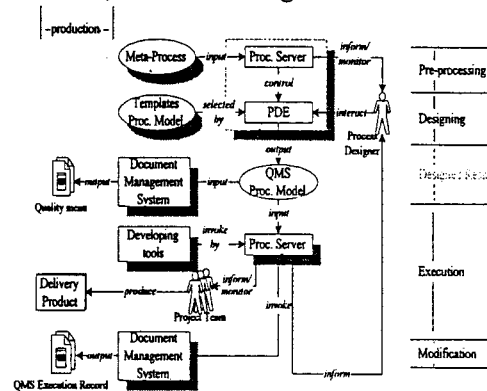 -production-
Meta-Process
input
Proc. Server
inform/
monitor
Pre-processing
control
Templates
Proc. Model
selected
by
PDE
interact
Designing
Process
Designer
output
Document
Management
System
output
Quality manu
input
QMS
Proc. Model
input
Developing
tools
invoke
by
Proc. Server
inform/
monitor
Execution
Delivery
Product
produce
Project Team
invoke
Document
Management
System
output
QMS Execution Record
inform
Modification